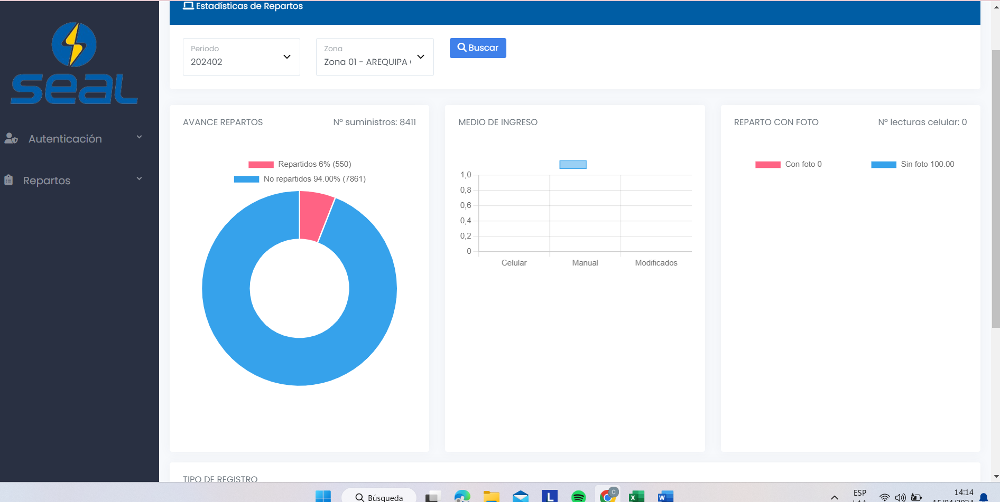 Estadísticas de Repartos
seal
Autenticación
Repartos
Periodo
202402
Zona
Zona 01 - AREQUIPA
Buscar
AVANCE REPARTOS
Nº suministros: 8411
Repartidos 6% (550)
No repartidos 94.00% (7861)
MEDIO DE INGRESO
1,0
0,8
0,6
0,4
0,2
0
Celular
Manual
Modificados
REPARTO CON FOTO
Nº lecturas celular: 0
Con foto 0
Sin foto 100.00
TIPO DE REGISTRO
Búsqueda
L
C
X
W
ESP
14:14